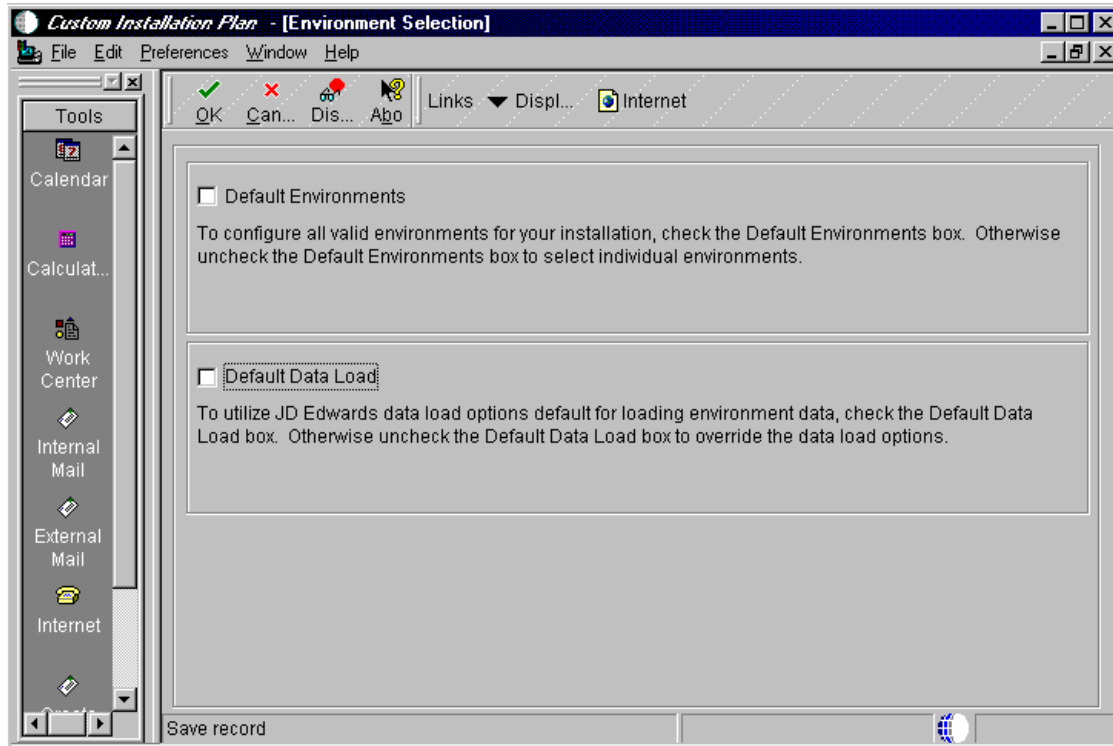 Custom Installation Plan - [Environment Selection]
File Edit Preferences Window Help
Tools
OK Can... Dis... Abo Links Displ... Internet
Calendar
Calculat...
Work
Center
Internal
Mail
External
Mail
Internet
Default Environments
To configure all valid environments for your installation, check the Default Environments box. Otherwise
uncheck the Default Environments box to select individual environments.
Default Data Load
To utilize JD Edwards data load options default for loading environment data, check the Default Data
Load box. Otherwise uncheck the Default Data Load box to override the data load options.
Save record